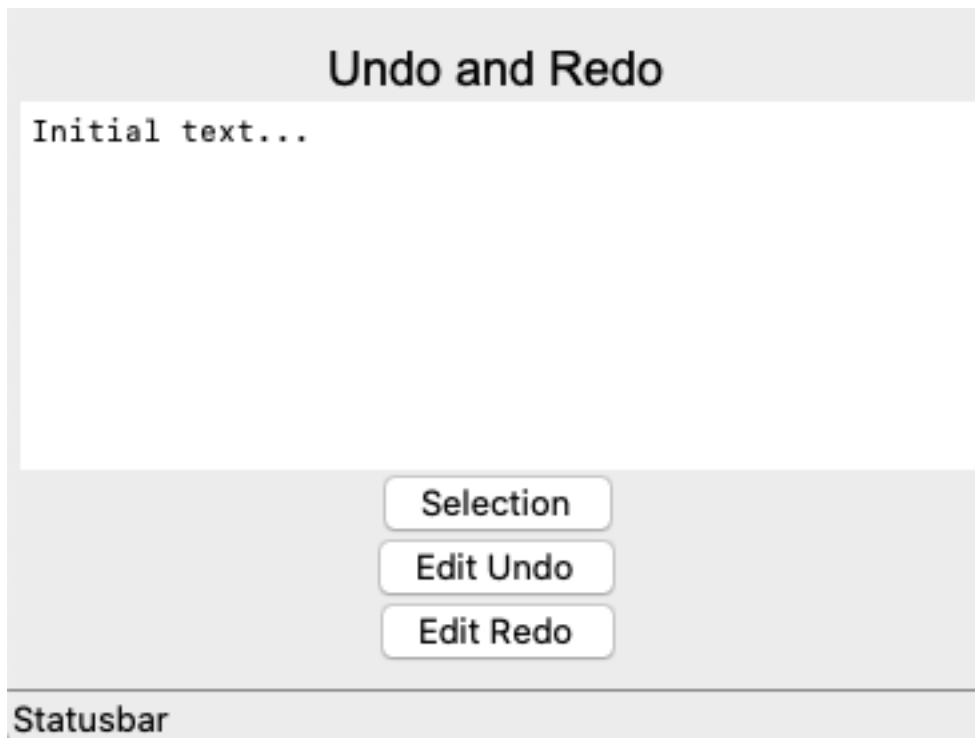 Undo and Redo
Initial text...
Selection
Edit Undo
Edit Redo
Statusbar